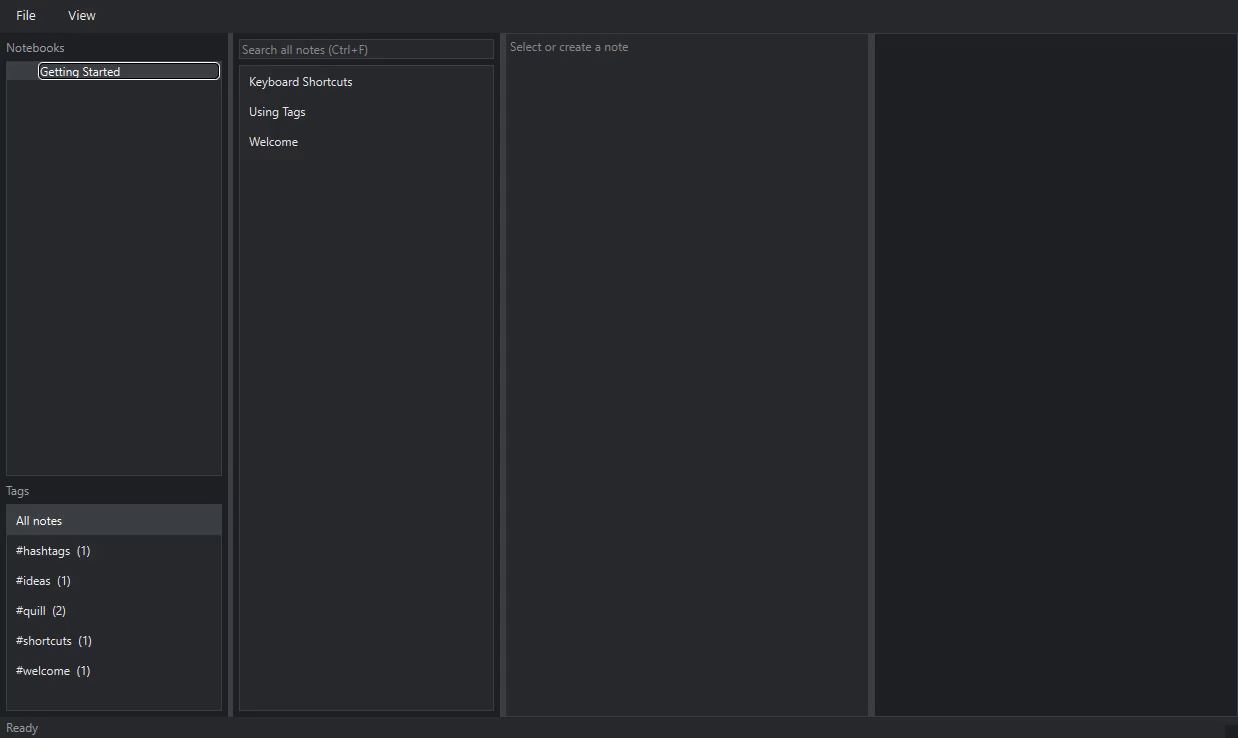 File View
Notebooks
Getting Started
Tags
All notes
#hashtags (1)
#ideas (1)
#quill (2)
#shortcuts (1)
#welcome (1)
Search all notes (Ctrl+F)
Keyboard Shortcuts
Using Tags
Welcome
Select or create a note
Ready